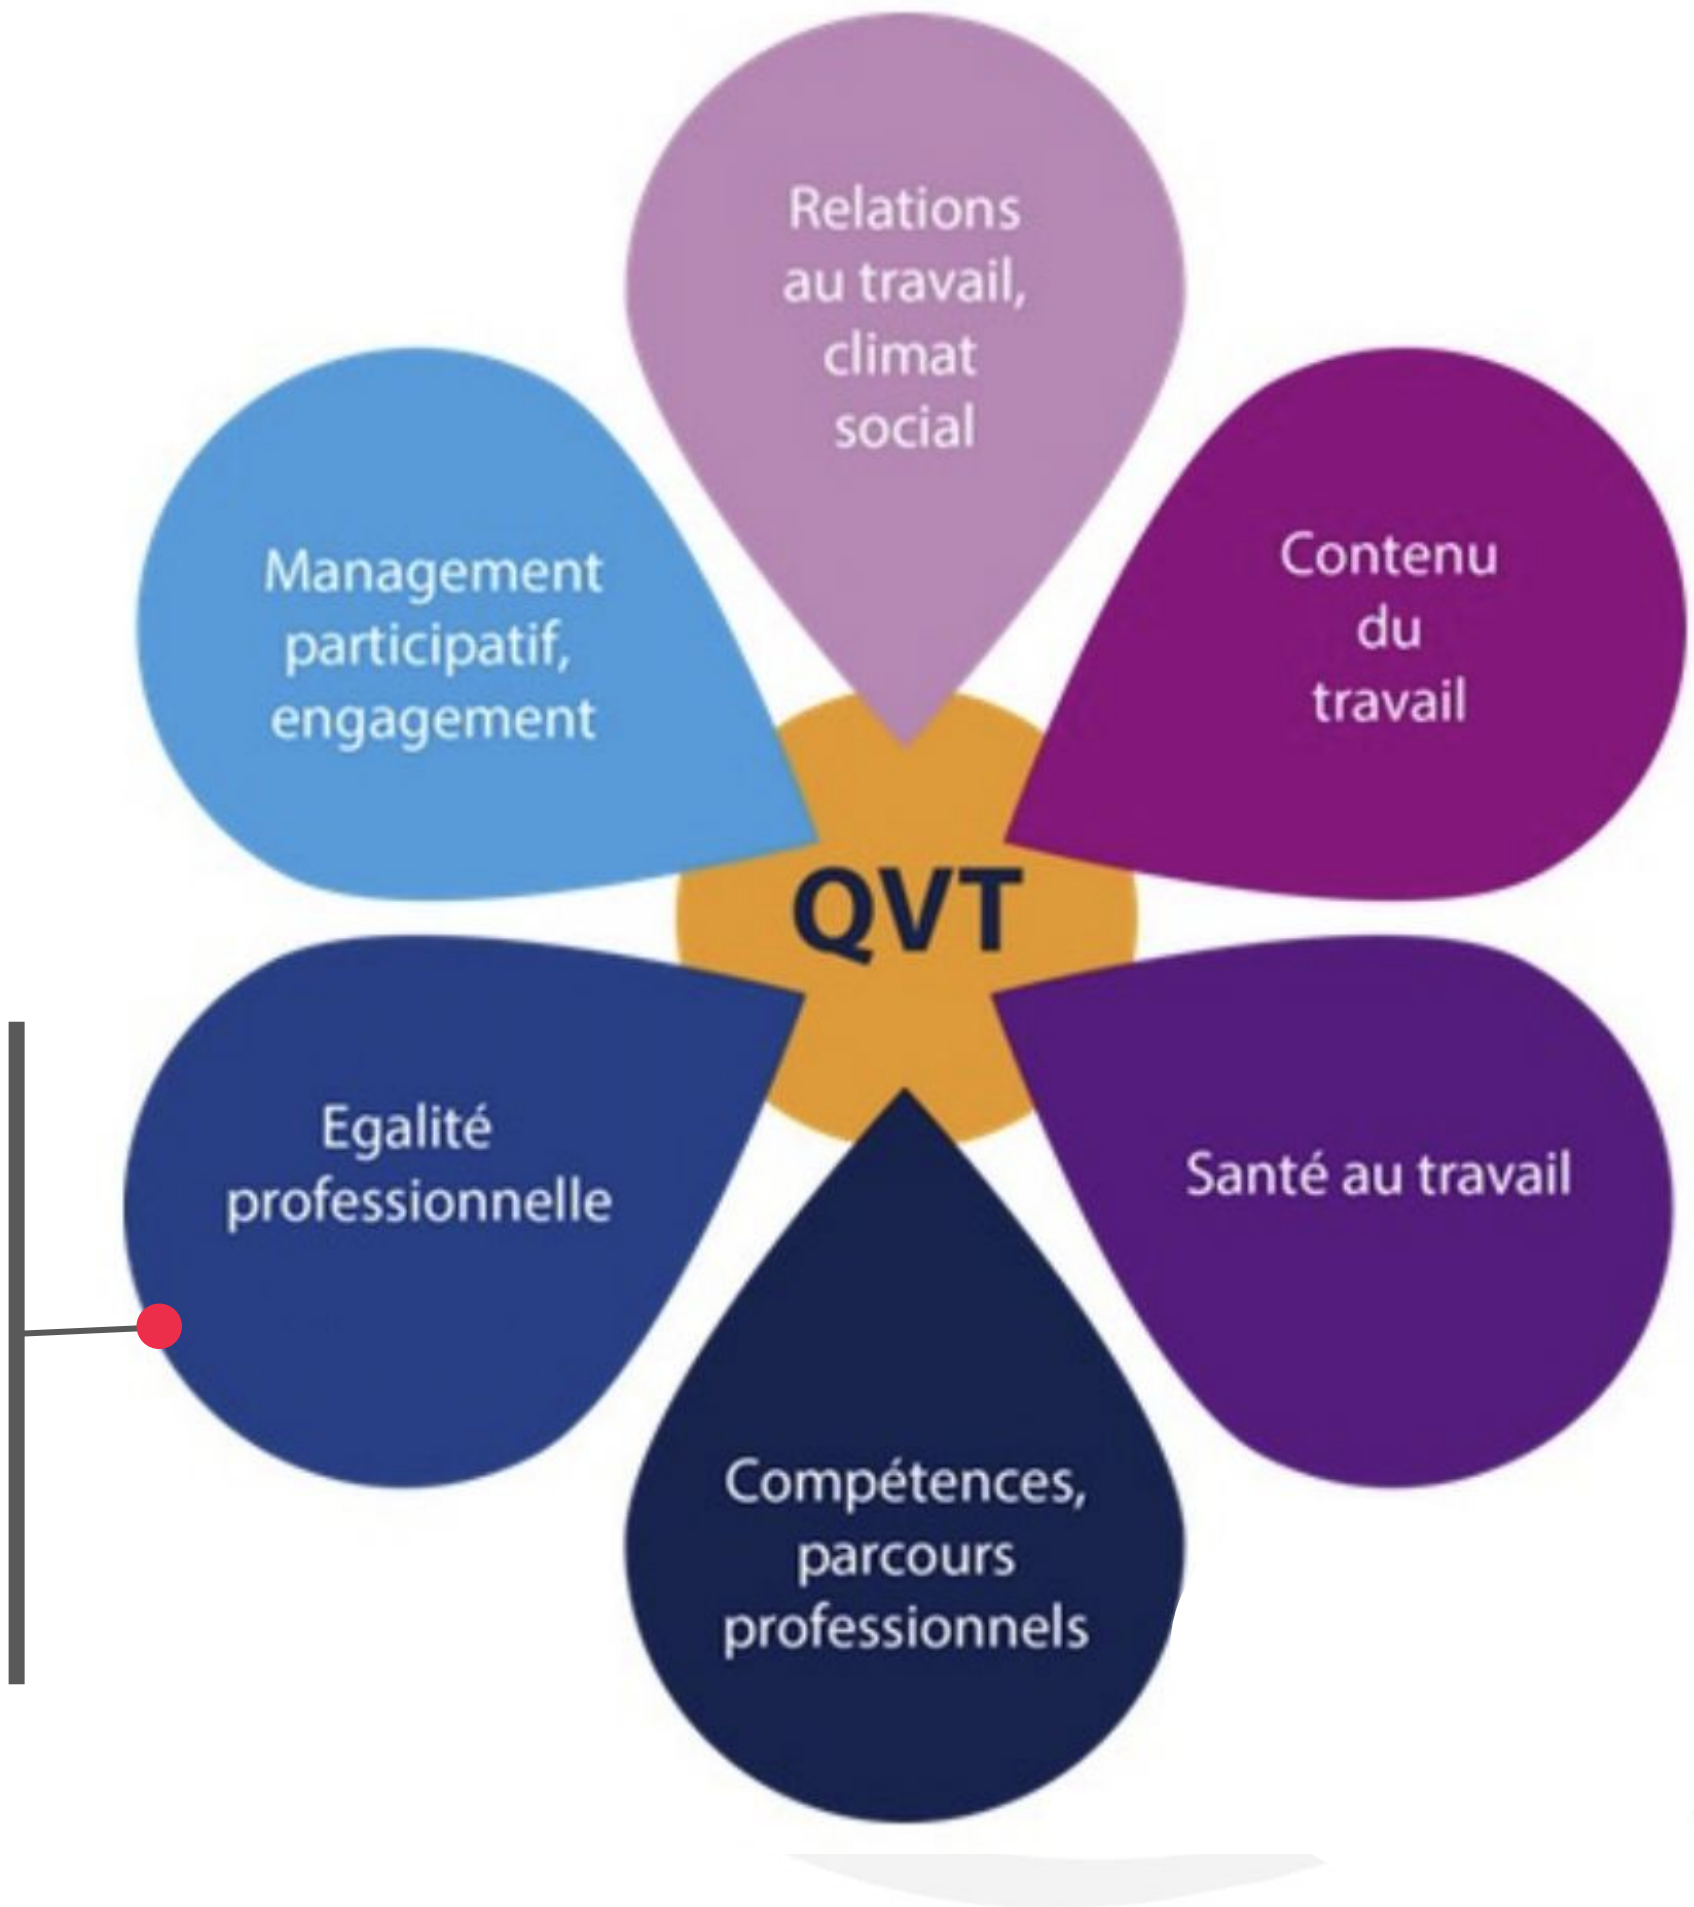 Relations
au travail,
climat
social
Contenu
du
travail
Management
participatif,
engagement
QVT
Egalité
professionnelle
Santé au travail
Compétences,
parcours
professionnels